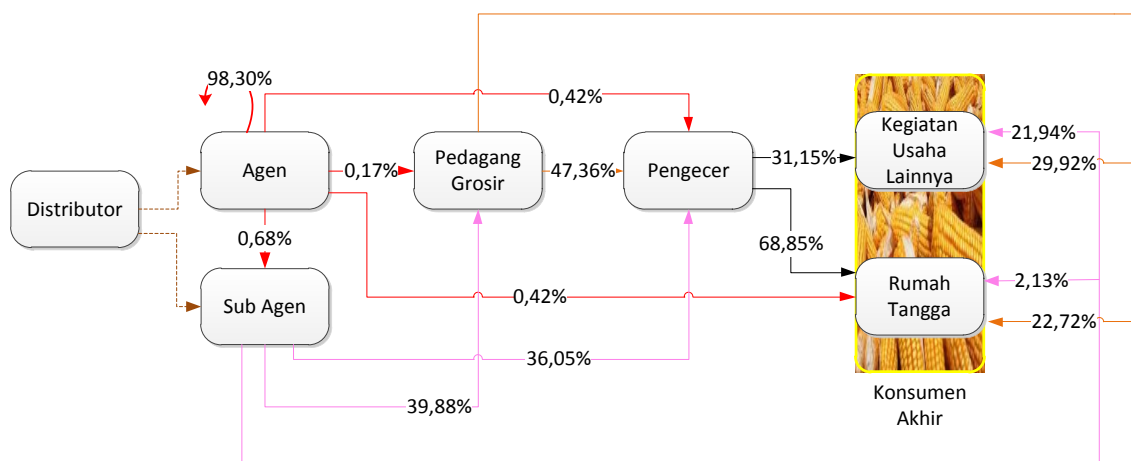 98,30%
0,42%
Agen
0,17%
Pedagang
Grosir
47,36%
Pengecer
31,15%
Kegiatan
Usaha
Lainnya
21,94%
29,92%
Distributor
0,68%
68,85%
Sub Agen
0,42%
Rumah
Tangga
2,13%
22,72%
36,05%
39,88%
Konsumen
Akhir